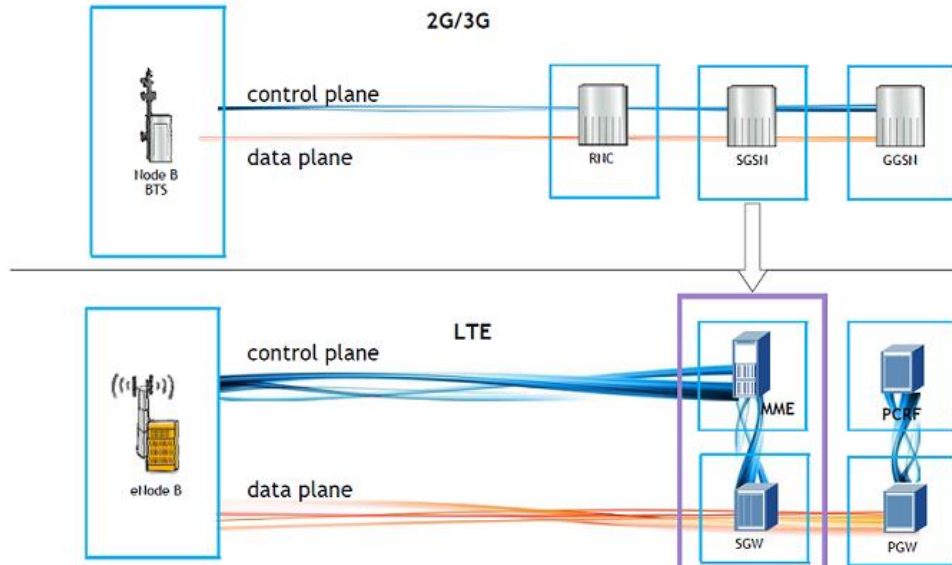 2G/3G
control plane
data plane
Node B
BTS
RNC
SGSN
GGSN
LTE
control plane
MME
PCRF
data plane
eNode B
SGW
PGW